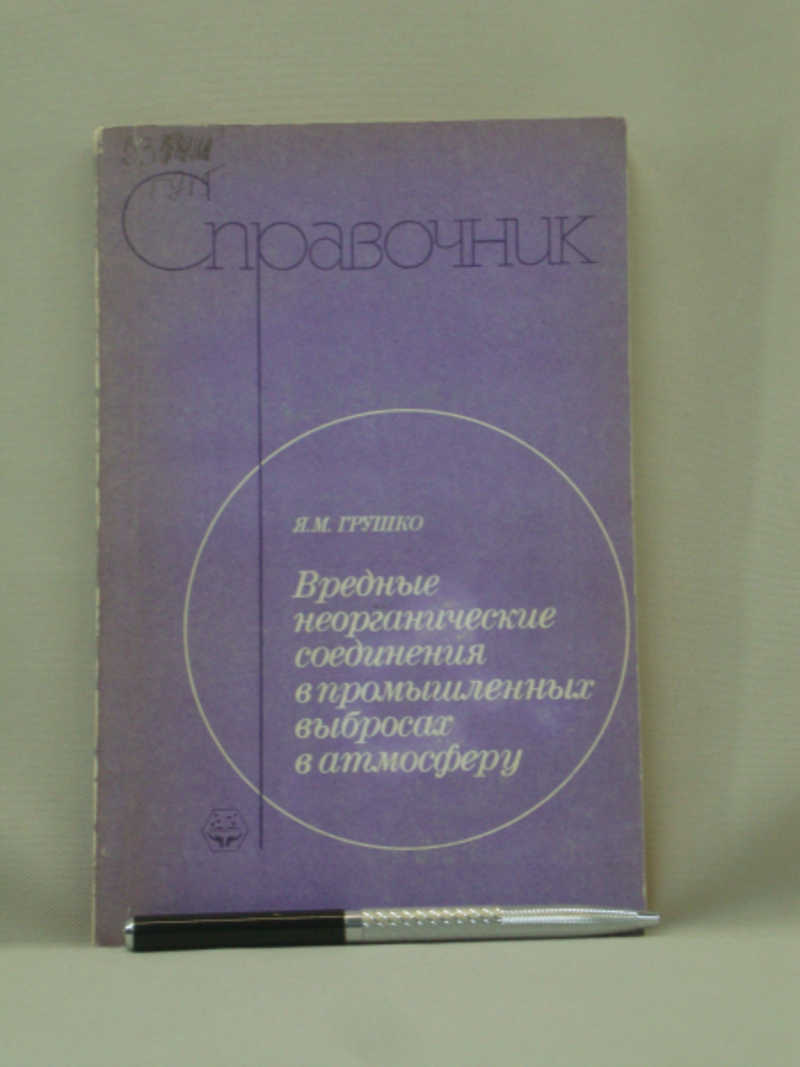 Справочник
Я.М. ГРУШКО
Вредные
неорганические
соединения
в промышленных
выбросах
в атмосферу